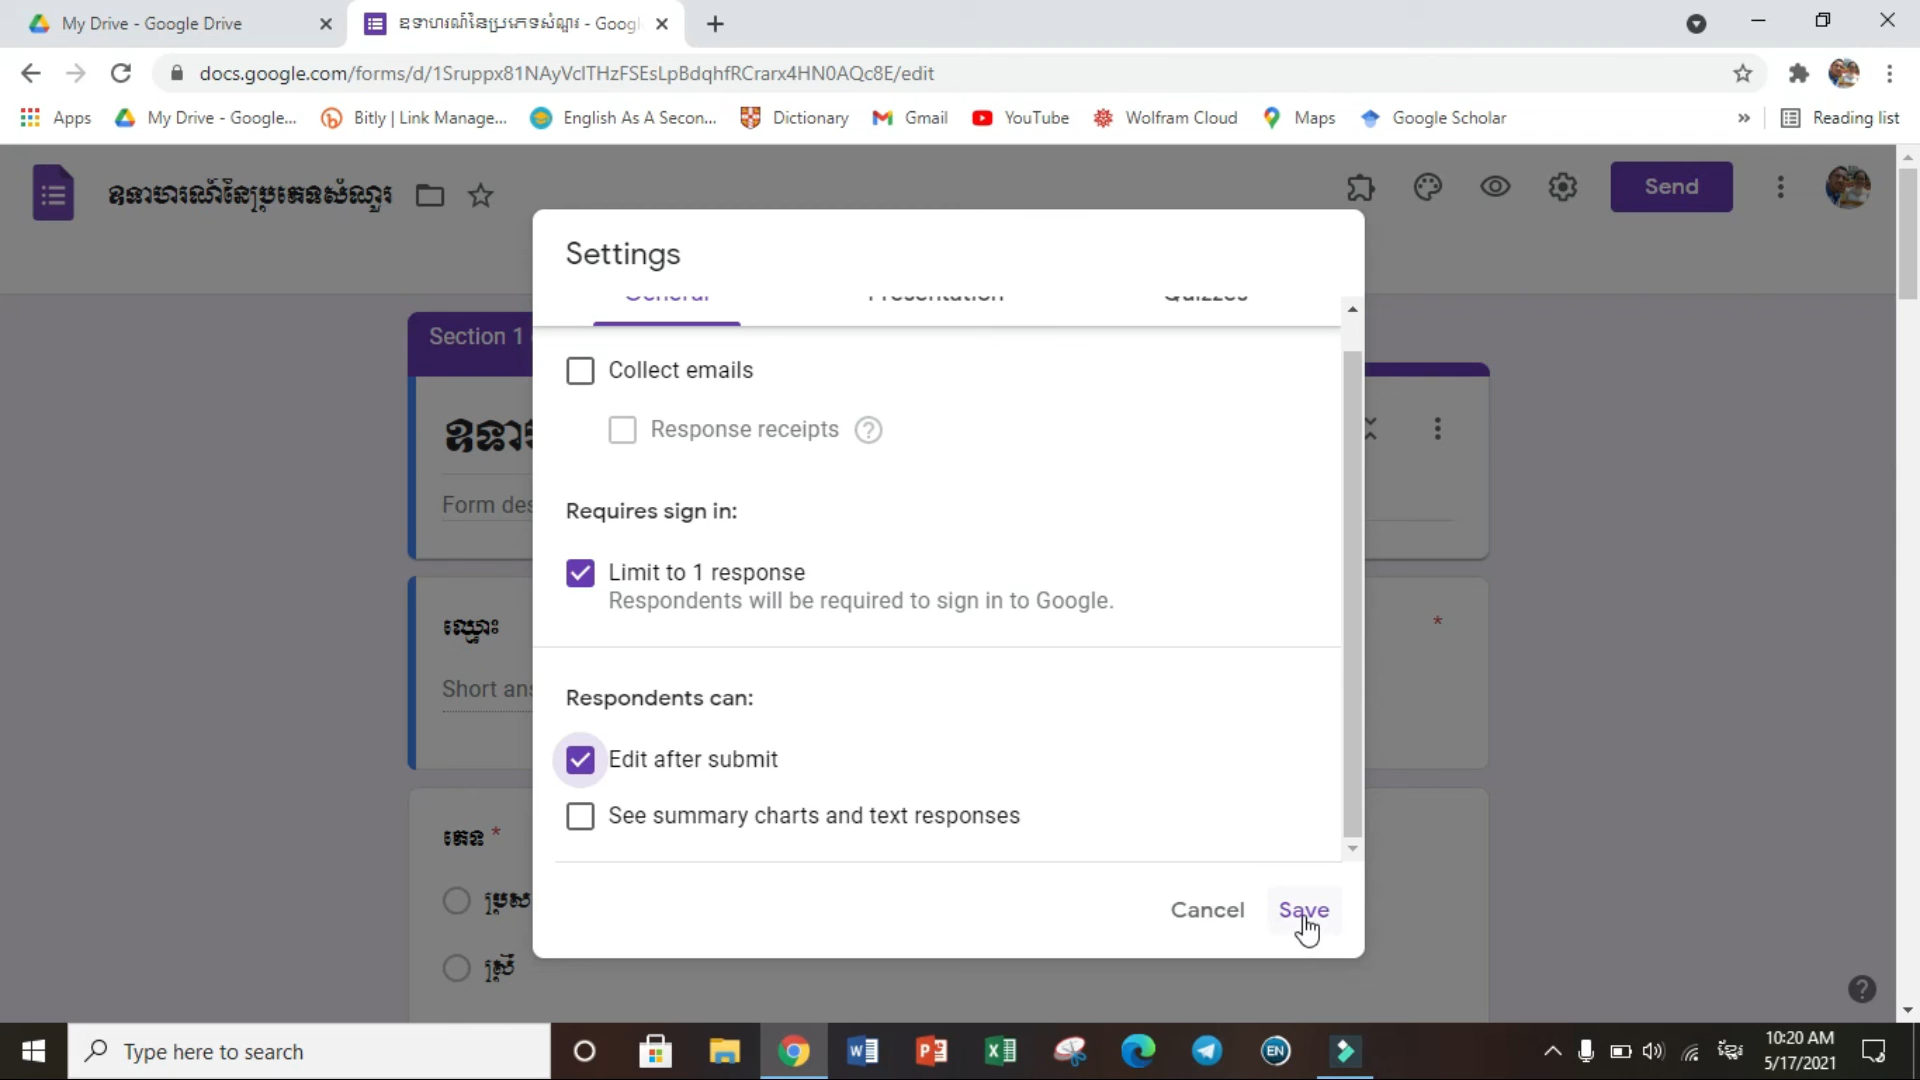 My Drive - Google Drive
ឧទាហរណ៍នៃប្រភេទសំណួរ - Googl
docs.google.com/forms/d/1Sruppx81NAyVclTHzFSEsLpBdqhfRCrarx4HN0AQc8E/edit
Apps
My Drive - Google...
Bitly | Link Manage...
English As A Secon...
Dictionary
Gmail
YouTube
Wolfram Cloud
Maps
Google Scholar
»
Reading list
ឧទាហរណ៍នៃប្រភេទសំណួរ
Send
Settings
General
Presentation
Quizzes
Section 1
Collect emails
ឧទា
Response receipts
Form des
Requires sign in:
Limit to 1 response
Respondents will be required to sign in to Google.
ឈ្មោះ
*
Short ans
Respondents can:
Edit after submit
See summary charts and text responses
ភេទ *
ប្រុស
ស្រី
Cancel
Save
Type here to search
EN
ខ្មែរ
10:20 AM
5/17/2021